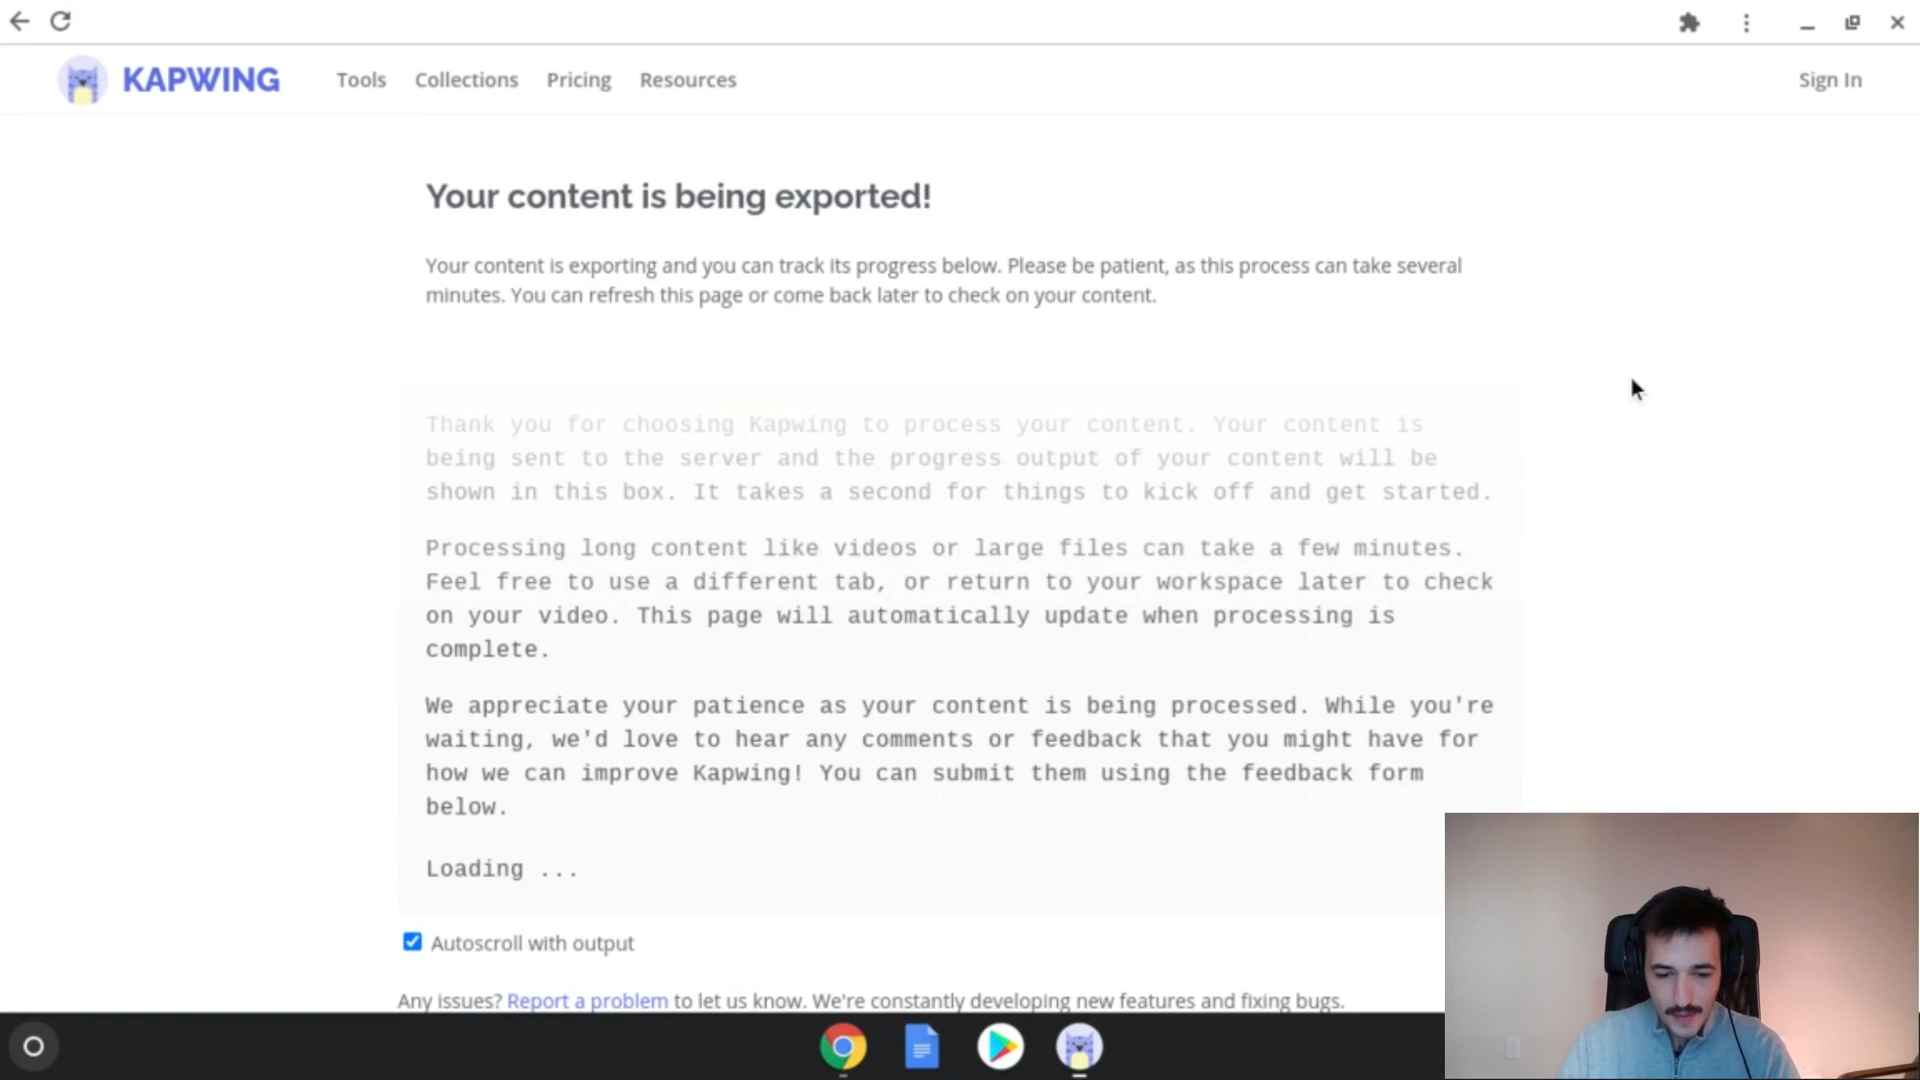 KAPWING
Tools Collections Pricing Resources Sign In
Your content is being exported!
Your content is exporting and you can track its progress below. Please be patient, as this process can take several
minutes. You can refresh this page or come back later to check on your content.
Thank you for choosing Kapwing to process your content. Your content is
being sent to the server and the progress output of your content will be
shown in this box. It takes a second for things to kick off and get started.
Processing long content like videos or large files can take a few minutes.
Feel free to use a different tab, or return to your workspace later to check
on your video. This page will automatically update when processing is
complete.
We appreciate your patience as your content is being processed. While you're
waiting, we'd love to hear any comments or feedback that you might have for
how we can improve Kapwing! You can submit them using the feedback form
below.
Loading ...
Autoscroll with output
Any issues? Report a problem to let us know. We're constantly developing new features and fixing bugs.